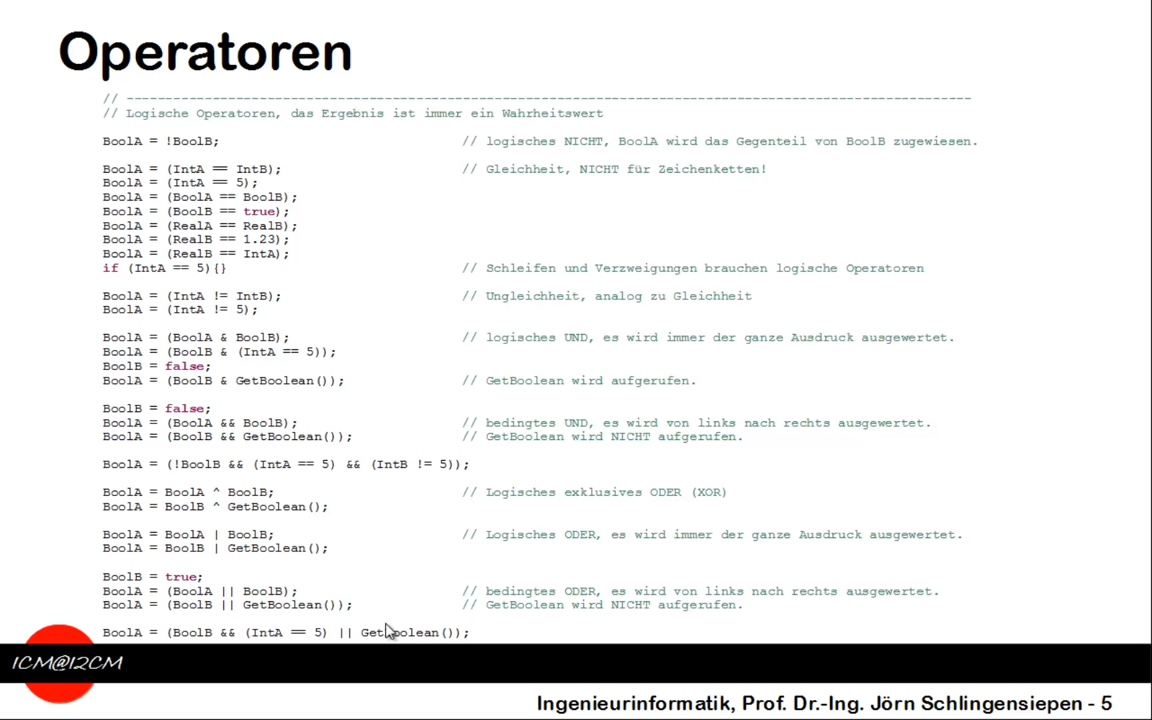 Operatoren
// ------------------------------------------------------------------------------------------------------------
// Logische Operatoren, das Ergebnis ist immer ein Wahrheitswert
BoolA = !BoolB; // logisches NICHT, BoolA wird das Gegenteil von BoolB zugewiesen.
BoolA = (IntA == IntB); // Gleichheit, NICHT für Zeichenketten!
BoolA = (IntA == 5);
BoolA = (BoolA == BoolB);
BoolA = (BoolB == true);
BoolA = (RealA == RealB);
BoolA = (RealB == 1.23);
BoolA = (RealB == IntA);
if (IntA == 5){} // Schleifen und Verzweigungen brauchen logische Operatoren
BoolA = (IntA != IntB); // Ungleichheit, analog zu Gleichheit
BoolA = (IntA != 5);
BoolA = (BoolA & BoolB); // logisches UND, es wird immer der ganze Ausdruck ausgewertet.
BoolA = (BoolB & (IntA == 5));
BoolB = false;
BoolA = (BoolB & GetBoolean()); // GetBoolean wird aufgerufen.
BoolB = false;
BoolA = (BoolA && BoolB); // bedingtes UND, es wird von links nach rechts ausgewertet.
BoolA = (BoolB && GetBoolean()); // GetBoolean wird NICHT aufgerufen.
BoolA = (!BoolB && (IntA == 5) && (IntB != 5));
BoolA = BoolA ^ BoolB; // Logisches exklusives ODER (XOR)
BoolA = BoolB ^ GetBoolean();
BoolA = BoolA | BoolB; // Logisches ODER, es wird immer der ganze Ausdruck ausgewertet.
BoolA = BoolB | GetBoolean();
BoolB = true;
BoolA = (BoolA || BoolB); // bedingtes ODER, es wird von links nach rechts ausgewertet.
BoolA = (BoolB || GetBoolean()); // GetBoolean wird NICHT aufgerufen.
BoolA = (BoolB && (IntA == 5) || GetBoolean());
ICM@I2CM
Ingenieurinformatik, Prof. Dr.-Ing. Jörn Schlingensiepen - 5